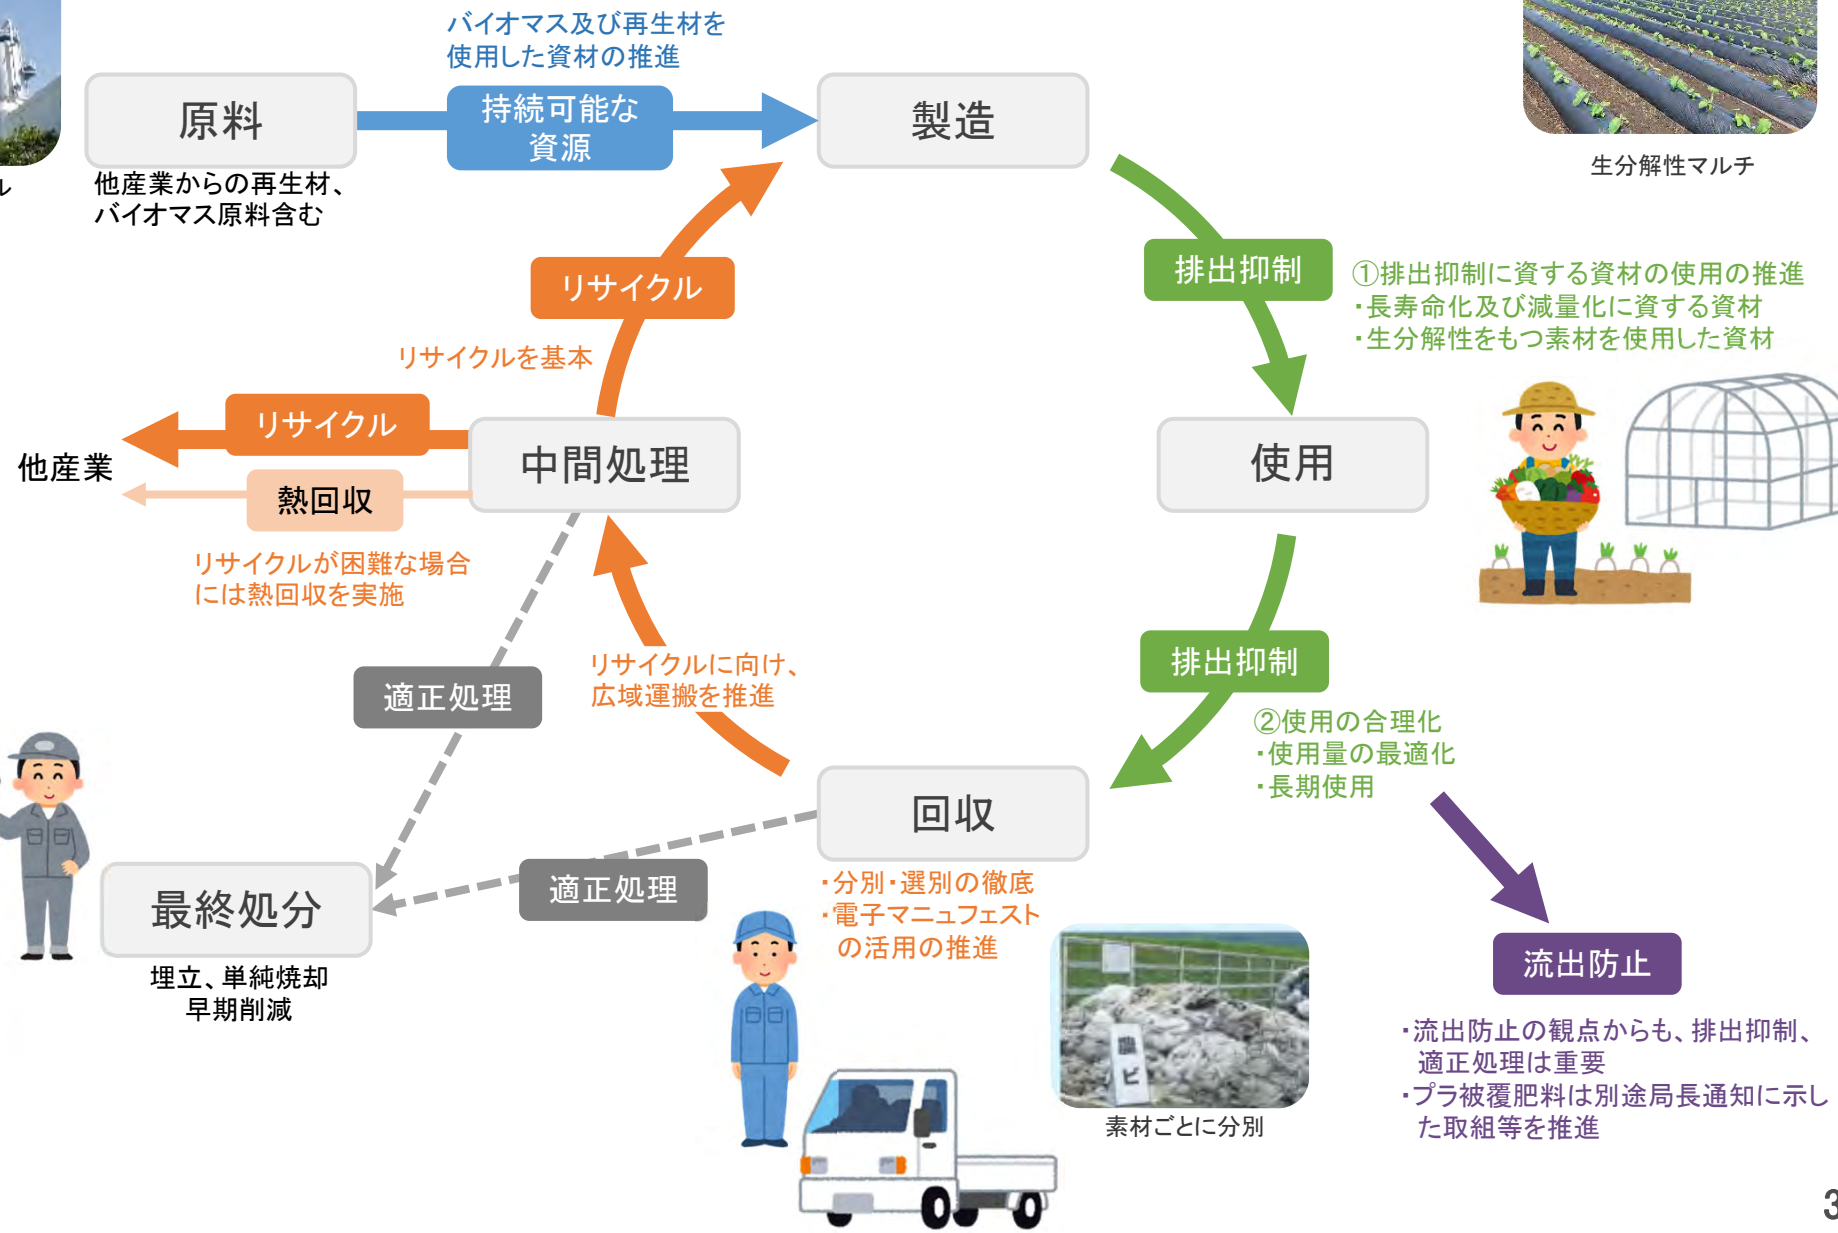 バイオマス及び再生材を
使用した資材の推進
原料
持続可能な
資源
製造
ル
他産業からの再生材、
バイオマス原料含む
生分解性マルチ
リサイクル
排出抑制
①排出抑制に資する資材の使用の推進
・長寿命化及び減量化に資する資材
・生分解性をもつ素材を使用した資材
リサイクルを基本
リサイクル
他産業
熱回収
中間処理
使用
リサイクルが困難な場合
には熱回収を実施
適正処理
リサイクルに向け、
広域運搬を推進
排出抑制
②使用の合理化
・使用量の最適化
・長期使用
回収
適正処理
最終処分
埋立、単純焼却
早期削減
・分別・選別の徹底
・電子マニュフェスト
の活用の推進
農ビ
素材ごとに分別
流出防止
・流出防止の観点からも、排出抑制、
適正処理は重要
・プラ被覆肥料は別途局長通知に示し
た取組等を推進
3